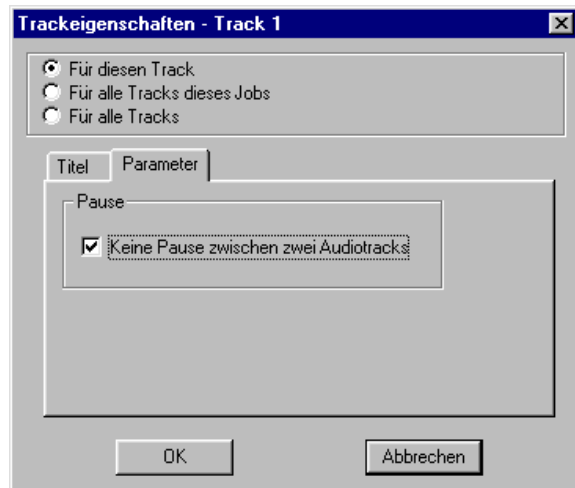 Trackeigenschaften - Track 1
Für diesen Track
Für alle Tracks dieses Jobs
Für alle Tracks
Titel Parameter
Pause
Keine Pause zwischen zwei Audiotracks
OK Abbrechen